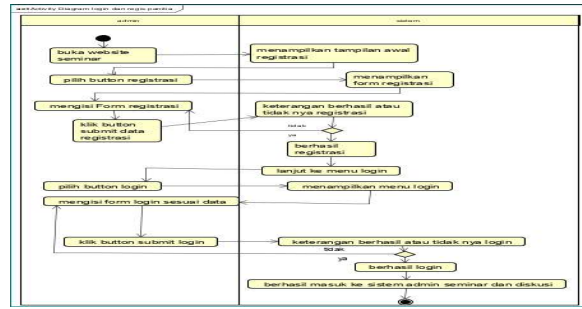 Activity Diagram login dan regis panitia
admin
sistem
buka website
seminar
menampilkan tampilan awal
registrasi
pilih button registrasi
menampilkan
form registrasi
mengisi Form registrasi
keterangan berhasil atau
tidak nya registrasi
klik button
submit data
registrasi
tidak
ya
berhasil
registrasi
lanjut ke menu login
pilih button login
menampilkan menu login
mengisi form login sesuai data
klik button submit login
keterangan berhasil atau tidak nya login
tidak
ya
berhasil login
berhasil masuk ke sistem admin seminar dan diskusi